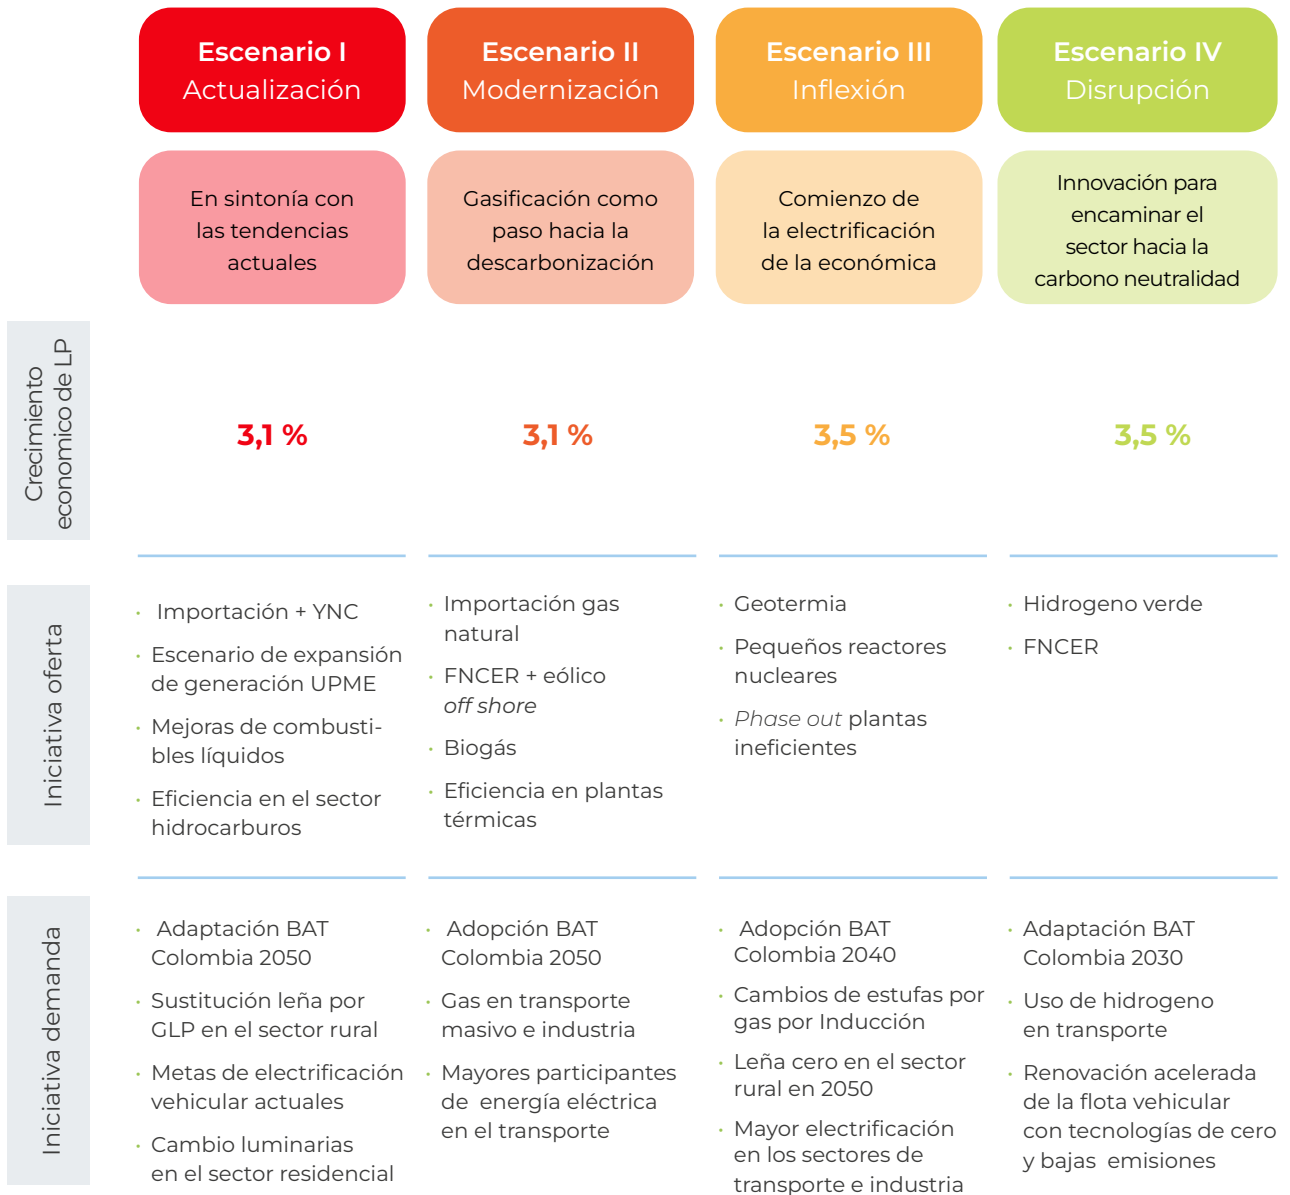 Escenario I
Actualización
Escenario II
Modernización
Escenario III
Inflexión
Escenario IV
Disrupción
En sintonía con
las tendencias
actuales
Gasificación como
paso hacia la
descarbonización
Comienzo de
la electrificación
de la económica
Innovación para
encaminar el
sector hacia la
carbono neutralidad
Crecimiento
economico de LP
3,1 %
3,1 %
3,5 %
3,5 %
Iniciativa oferta
· Importación + YNC
· Escenario de expansión
de generación UPME
· Mejoras de combusti-
bles líquidos
· Eficiencia en el sector
hidrocarburos
· Importación gas
natural
· FNCER + eólico
off shore
· Biogás
· Eficiencia en plantas
térmicas
· Geotermia
· Pequeños reactores
nucleares
· Phase out plantas
ineficientes
· Hidrogeno verde
· FNCER
Iniciativa demanda
· Adaptación BAT
Colombia 2050
· Sustitución leña por
GLP en el sector rural
· Metas de electrificación
vehicular actuales
· Cambio luminarias
en el sector residencial
· Adopción BAT
Colombia 2050
· Gas en transporte
masivo e industria
· Mayores participantes
de energía eléctrica
en el transporte
· Adopción BAT
Colombia 2040
· Cambios de estufas por
gas por Inducción
· Leña cero en el sector
rural en 2050
· Mayor electrificación
en los sectores de
transporte e industria
· Adaptación BAT
Colombia 2030
· Uso de hidrogeno
en transporte
· Renovación acelerada
de la flota vehicular
con tecnologías de cero
y bajas emisiones